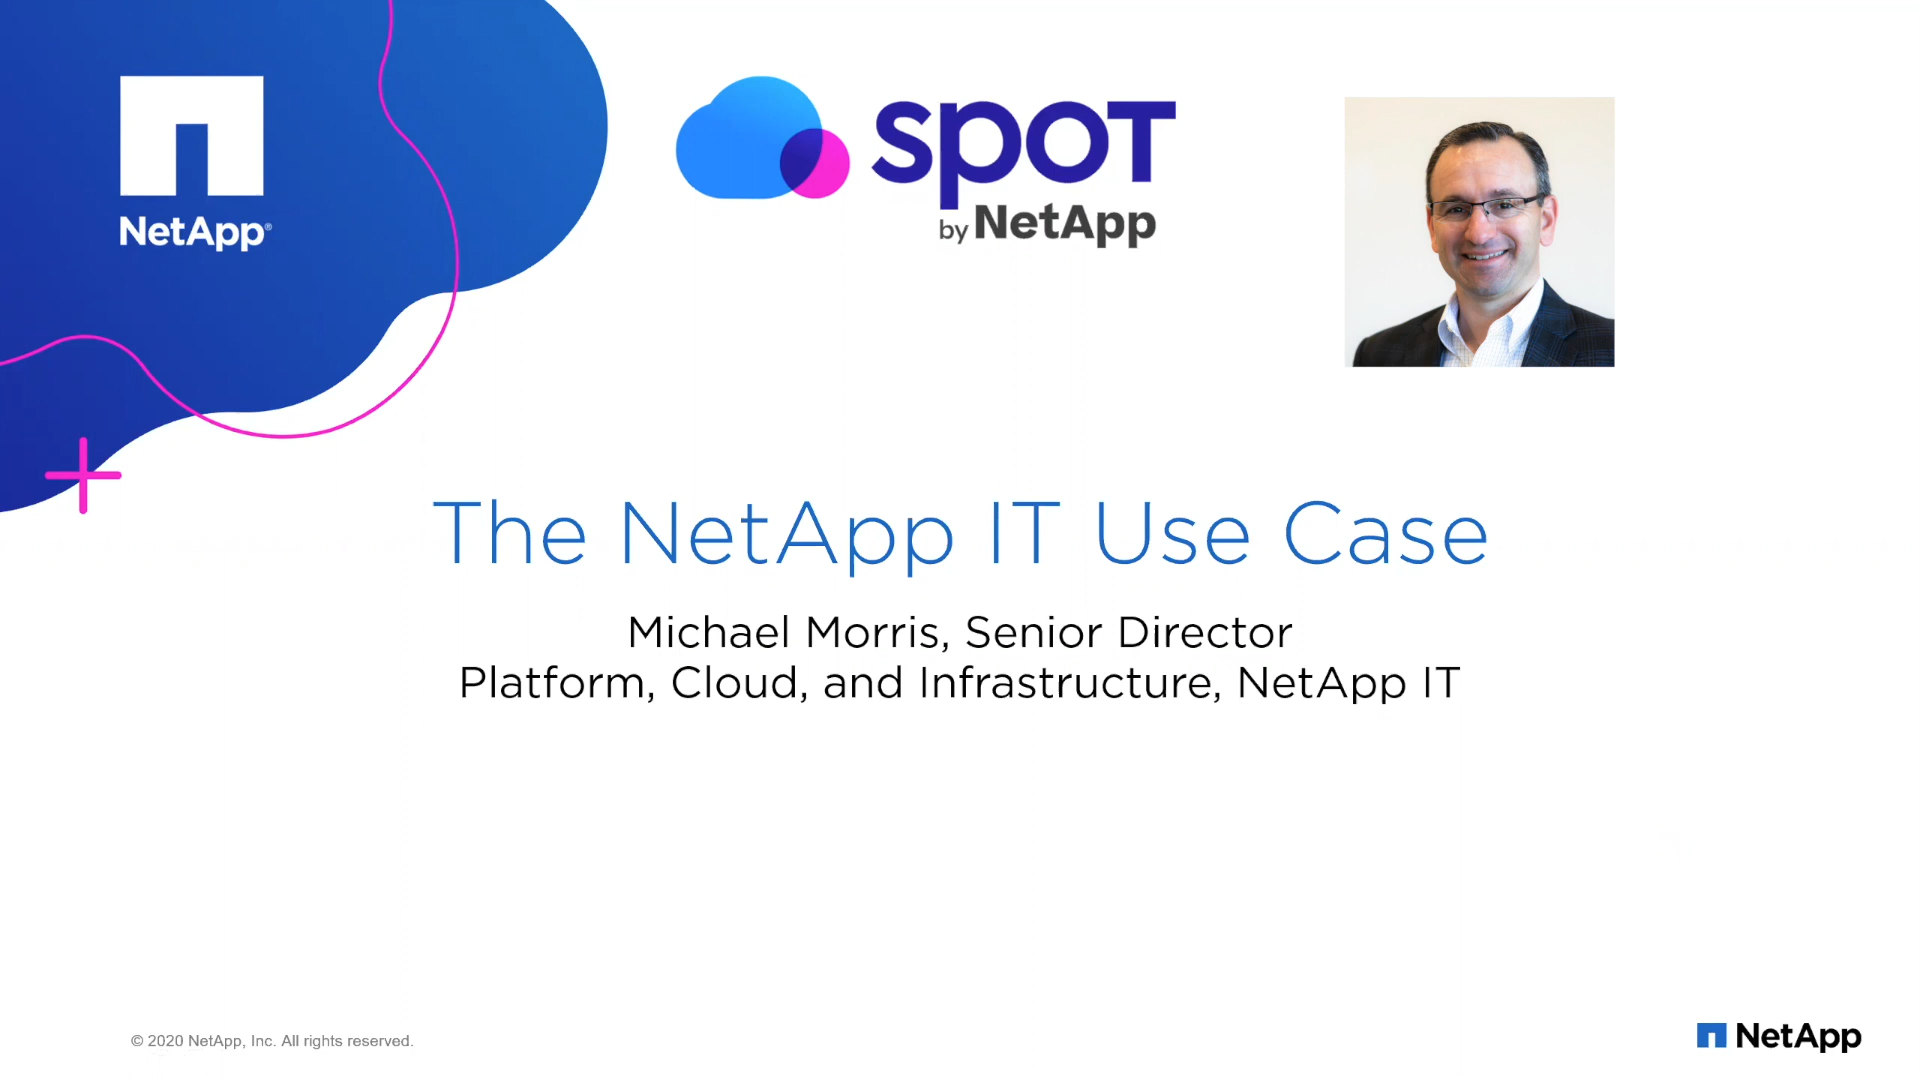 NetApp®
spot
by NetApp
The NetApp IT Use Case
Michael Morris, Senior Director
Platform, Cloud, and Infrastructure, NetApp IT
© 2020 NetApp, Inc. All rights reserved.
NetApp